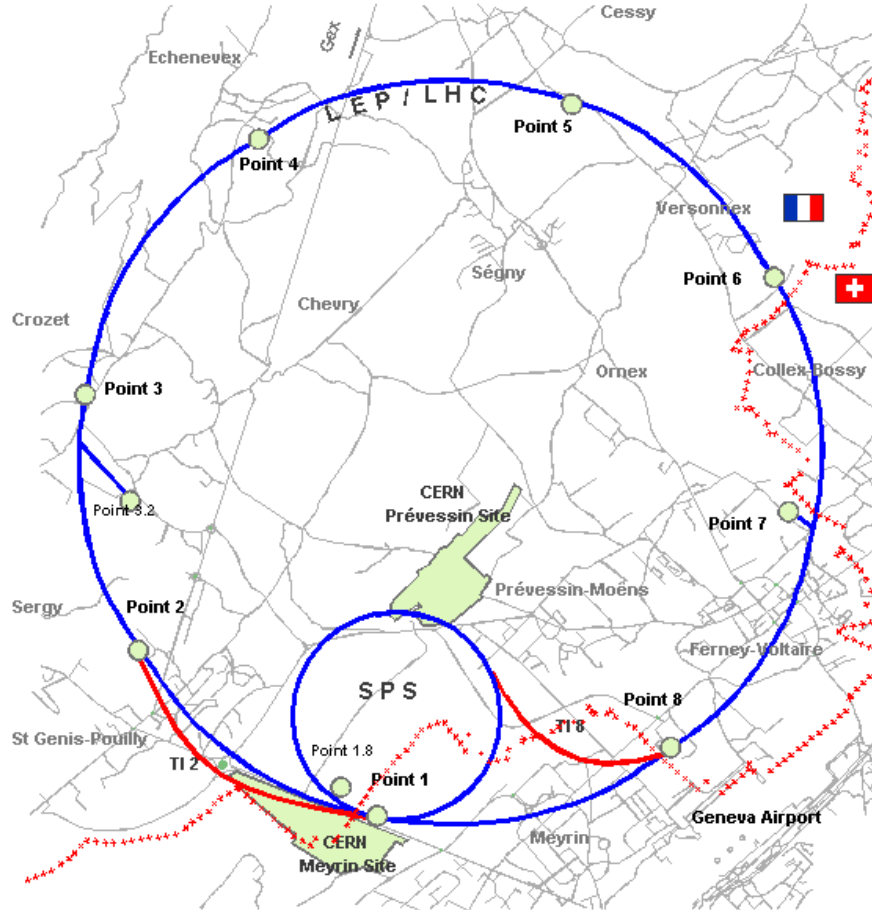 Cessy
Echenevex
Gex
LEP / LHC
Point 5
Point 4
Versonnex
Point 6
Ségny
Chevry
Crozet
Ornex
Collex-Bossy
Point 3
CERN
Prévessin Site
Point 3.2
Point 7
Prévessin-Moëns
Sergy
Point 2
Ferney-Voltaire
SPS
Point 8
St Genis-Pouilly
TI 8
TI 2
Point 1.8
Point 1
Geneva Airport
CERN
Meyrin Site
Meyrin